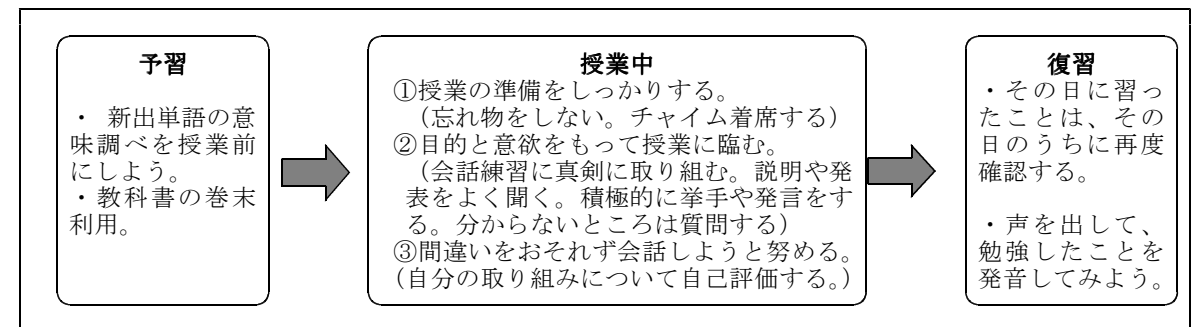 予習
・ 新出単語の意
味調べを授業前
にしよう。
・教科書の巻末
利用。
授業中
①授業の準備をしっかりする。
（忘れ物をしない。チャイム着席する）
②目的と意欲をもって授業に臨む。
（会話練習に真剣に取り組む。説明や発
表をよく聞く。積極的に挙手や発言をす
る。分からないところは質問する）
③間違いをおそれず会話しようと努める。
（自分の取り組みについて自己評価する。）
復習
・その日に習っ
たことは、その
日のうちに再度
確認する。
・声を出して、
勉強したことを
発音してみよう。